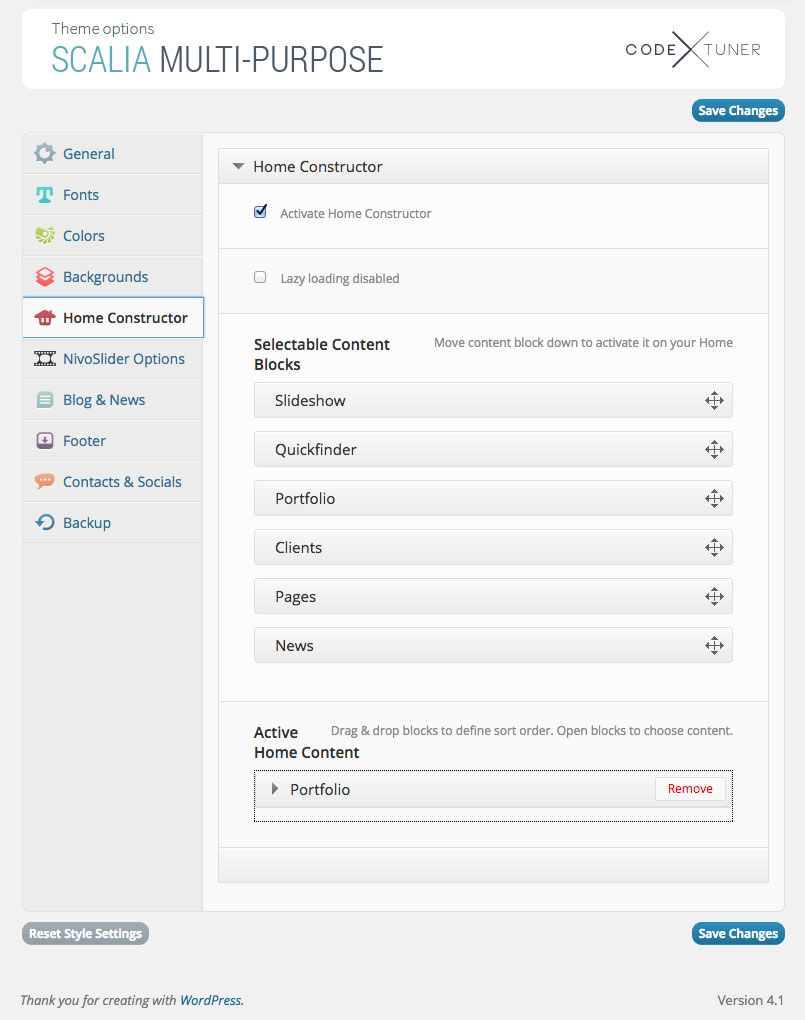 Theme options
SCALIA MULTI-PURPOSE
CODE X TUNER
Save Changes
General
Fonts
Colors
Backgrounds
Home Constructor
NivoSlider Options
Blog & News
Footer
Contacts & Socials
Backup
Home Constructor
Activate Home Constructor
Lazy loading disabled
Selectable Content
Blocks
Move content block down to activate it on your Home
Slideshow
Quickfinder
Portfolio
Clients
Pages
News
Active
Home Content
Drag & drop blocks to define sort order. Open blocks to choose content.
Portfolio
Remove
Reset Style Settings
Save Changes
Thank you for creating with WordPress.
Version 4.1